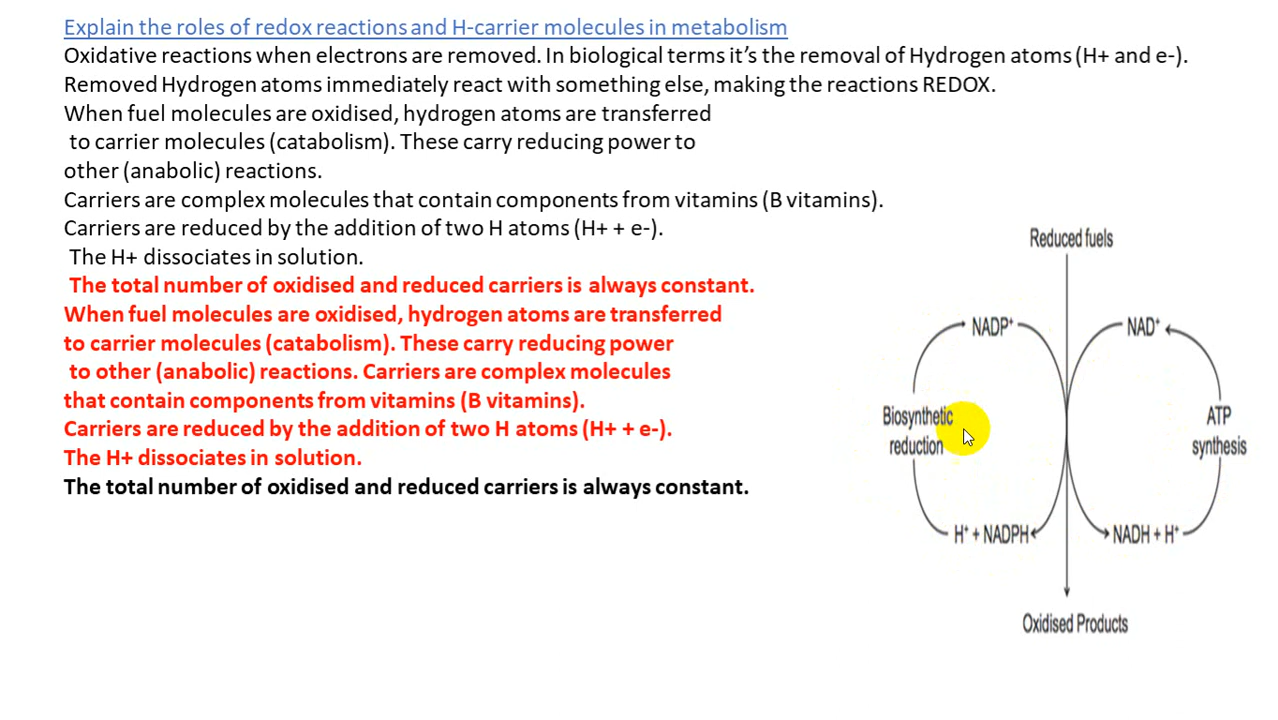 Explain the roles of redox reactions and H-carrier molecules in metabolism
Oxidative reactions when electrons are removed. In biological terms it’s the removal of Hydrogen atoms (H+ and e-).
Removed Hydrogen atoms immediately react with something else, making the reactions REDOX.
When fuel molecules are oxidised, hydrogen atoms are transferred
to carrier molecules (catabolism). These carry reducing power to
other (anabolic) reactions.
Carriers are complex molecules that contain components from vitamins (B vitamins).
Carriers are reduced by the addition of two H atoms (H+ + e-).
The H+ dissociates in solution.
The total number of oxidised and reduced carriers is always constant.
When fuel molecules are oxidised, hydrogen atoms are transferred
to carrier molecules (catabolism). These carry reducing power
to other (anabolic) reactions. Carriers are complex molecules
that contain components from vitamins (B vitamins).
Carriers are reduced by the addition of two H atoms (H+ + e-).
The H+ dissociates in solution.
The total number of oxidised and reduced carriers is always constant.
Reduced fuels
NADP⁺
NAD⁺
Biosynthetic
reduction
ATP
synthesis
H⁺ + NADPH
NADH + H⁺
Oxidised Products